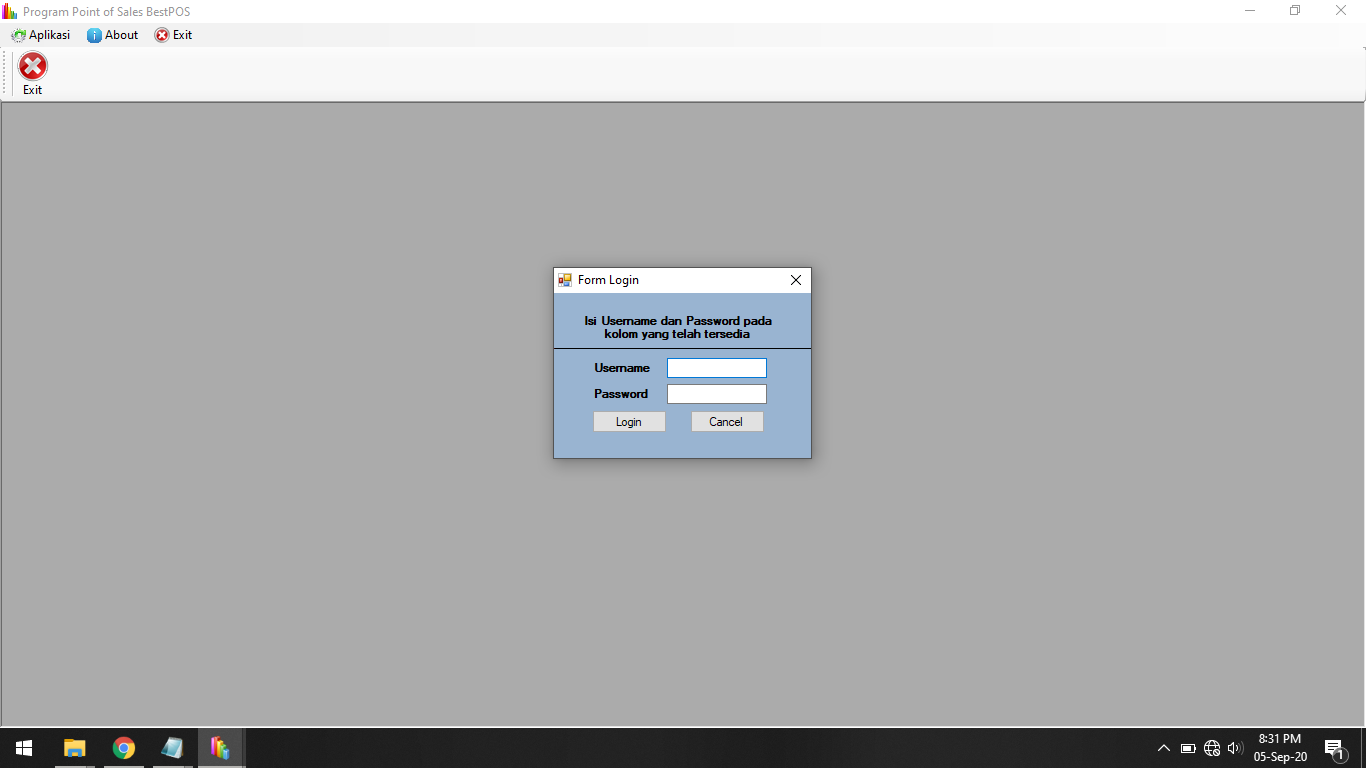 Program Point of Sales BestPOS
Aplikasi About Exit
Exit
Form Login
Isi Username dan Password pada
kolom yang telah tersedia
Username
Password
Login Cancel
8:31 PM
05-Sep-20
1